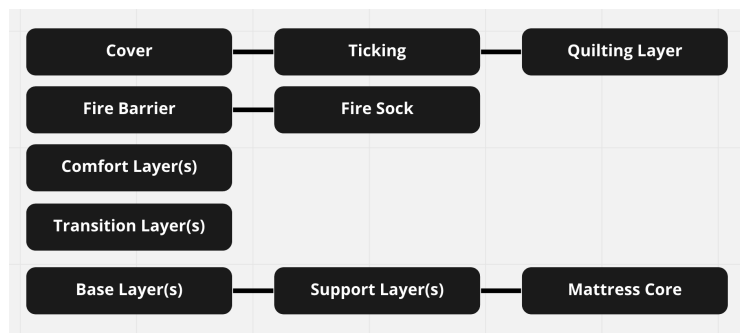 Cover
Ticking
Quilting Layer
Fire Barrier
Fire Sock
Comfort Layer(s)
Transition Layer(s)
Base Layer(s)
Support Layer(s)
Mattress Core